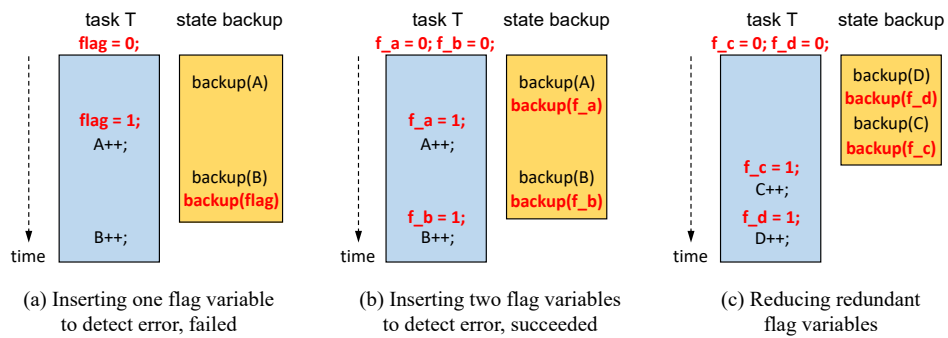 task T
state backup
flag = 0;
backup(A)
flag = 1;
A++;
backup(B)
backup(flag)
B++;
time
(a) Inserting one flag variable
to detect error, failed
task T
state backup
f_a = 0; f_b = 0;
backup(A)
backup(f_a)
f_a = 1;
A++;
backup(B)
backup(f_b)
f_b = 1;
B++;
time
(b) Inserting two flag variables
to detect error, succeeded
task T
state backup
f_c = 0; f_d = 0;
backup(D)
backup(f_d)
backup(C)
backup(f_c)
f_c = 1;
C++;
f_d = 1;
D++;
time
(c) Reducing redundant
flag variables